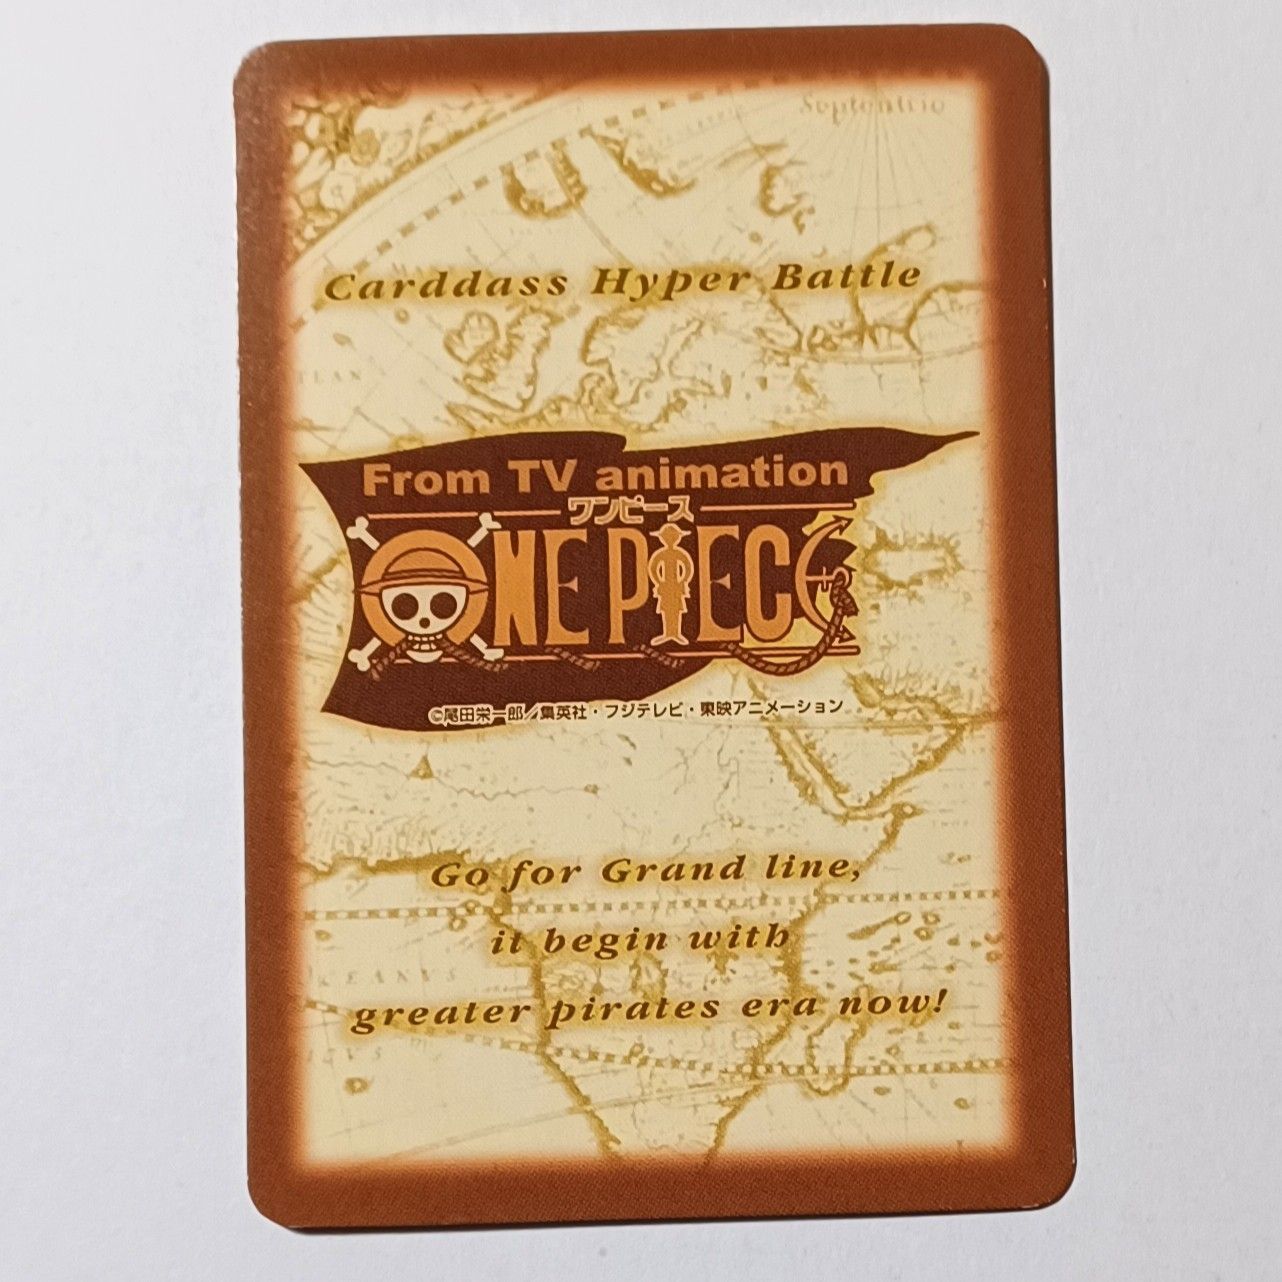 Septentrio
Carddass Hyper Battle
From TV animation
ワンピース
ONE PIECE
©尾田栄一郎／集英社・フジテレビ・東映アニメーション
Go for Grand line,
it begin with
greater pirates era now!